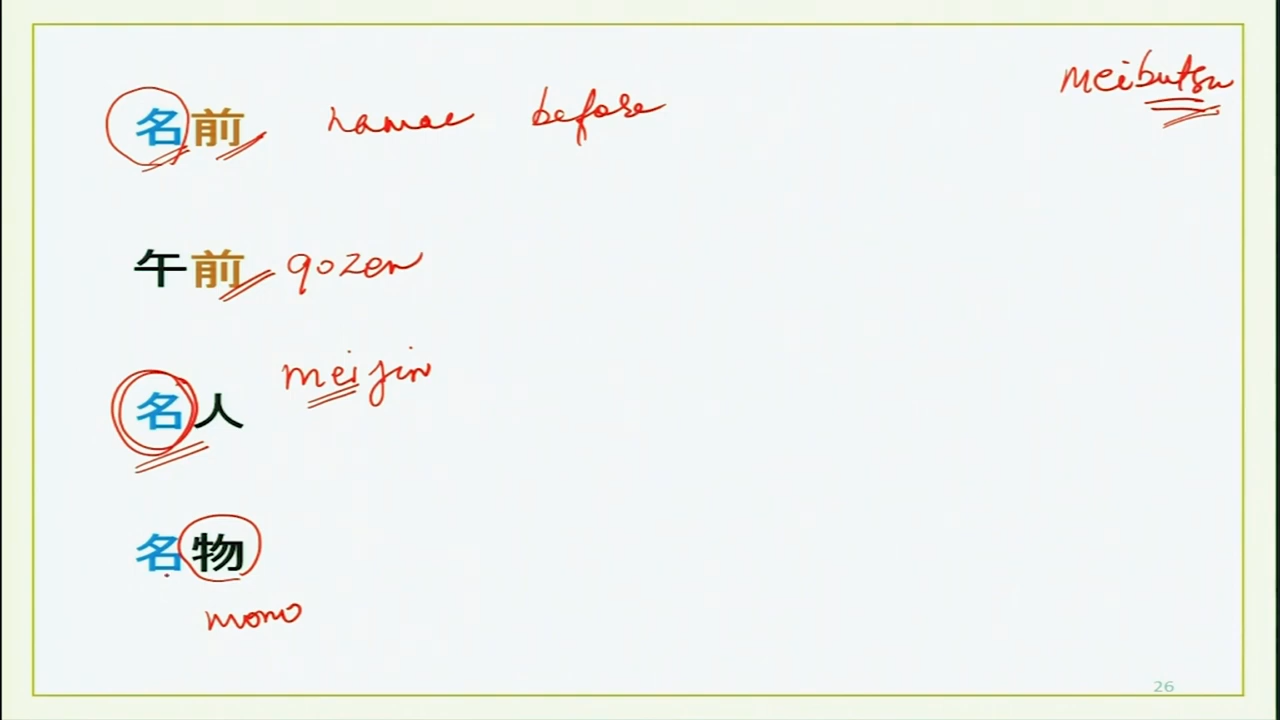 meibutsu
名前 namae before
午前 gozen
名人 meijin
名物
mono
26